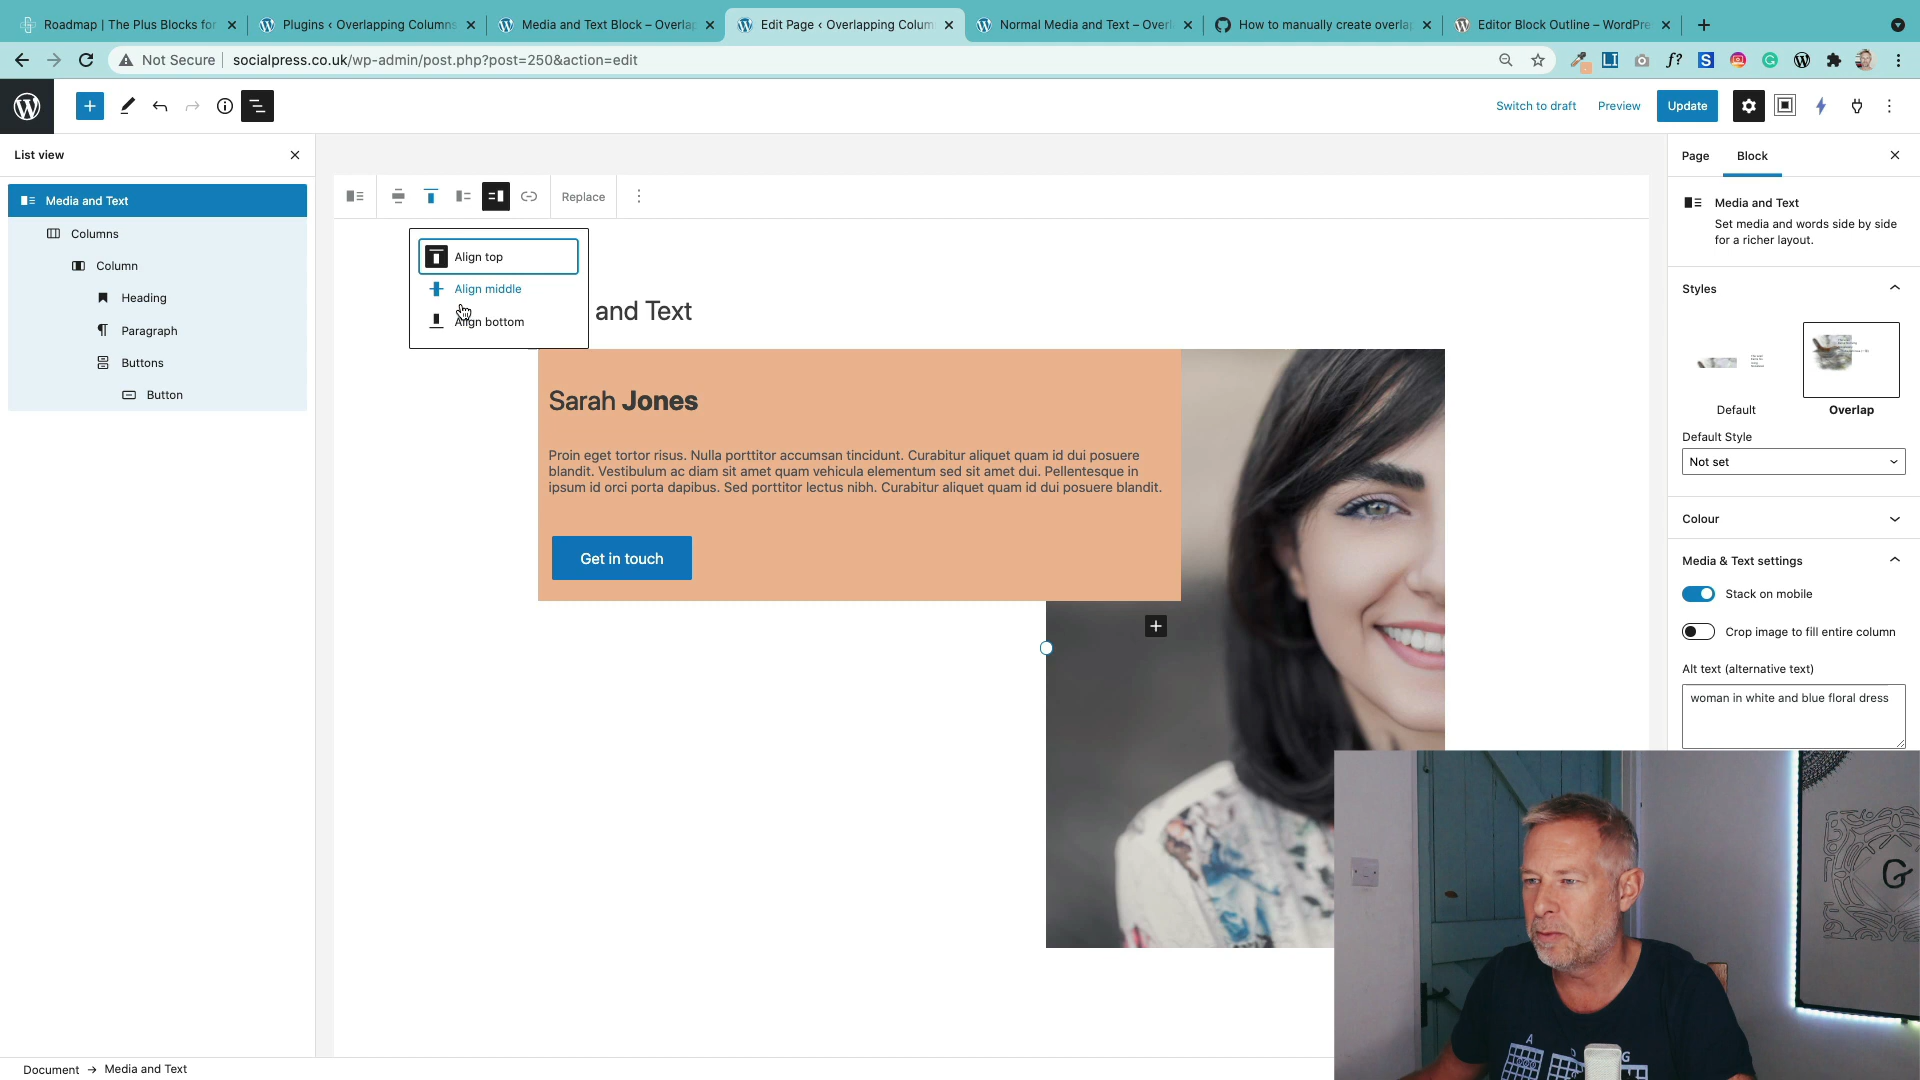 Roadmap | The Plus Blocks for
Plugins ‹ Overlapping Columns
Media and Text Block – Overlap
Edit Page ‹ Overlapping Colum
Normal Media and Text – Overl
How to manually create overlap
Editor Block Outline – WordPre
Not Secure
socialpress.co.uk/wp-admin/post.php?post=250&action=edit
Switch to draft
Preview
Update
List view
Media and Text
Columns
Column
Heading
Paragraph
Buttons
Button
Replace
Align top
Align middle
Align bottom
and Text
Sarah Jones
Proin eget tortor risus. Nulla porttitor accumsan tincidunt. Curabitur aliquet quam id dui posuere
blandit. Vestibulum ac diam sit amet quam vehicula elementum sed sit amet dui. Pellentesque in
ipsum id orci porta dapibus. Sed porttitor lectus nibh. Curabitur aliquet quam id dui posuere blandit.
Get in touch
Page
Block
Media and Text
Set media and words side by side
for a richer layout.
Styles
Default
Overlap
Default Style
Not set
Colour
Media & Text settings
Stack on mobile
Crop image to fill entire column
Alt text (alternative text)
woman in white and blue floral dress
A
G
G
Document → Media and Text